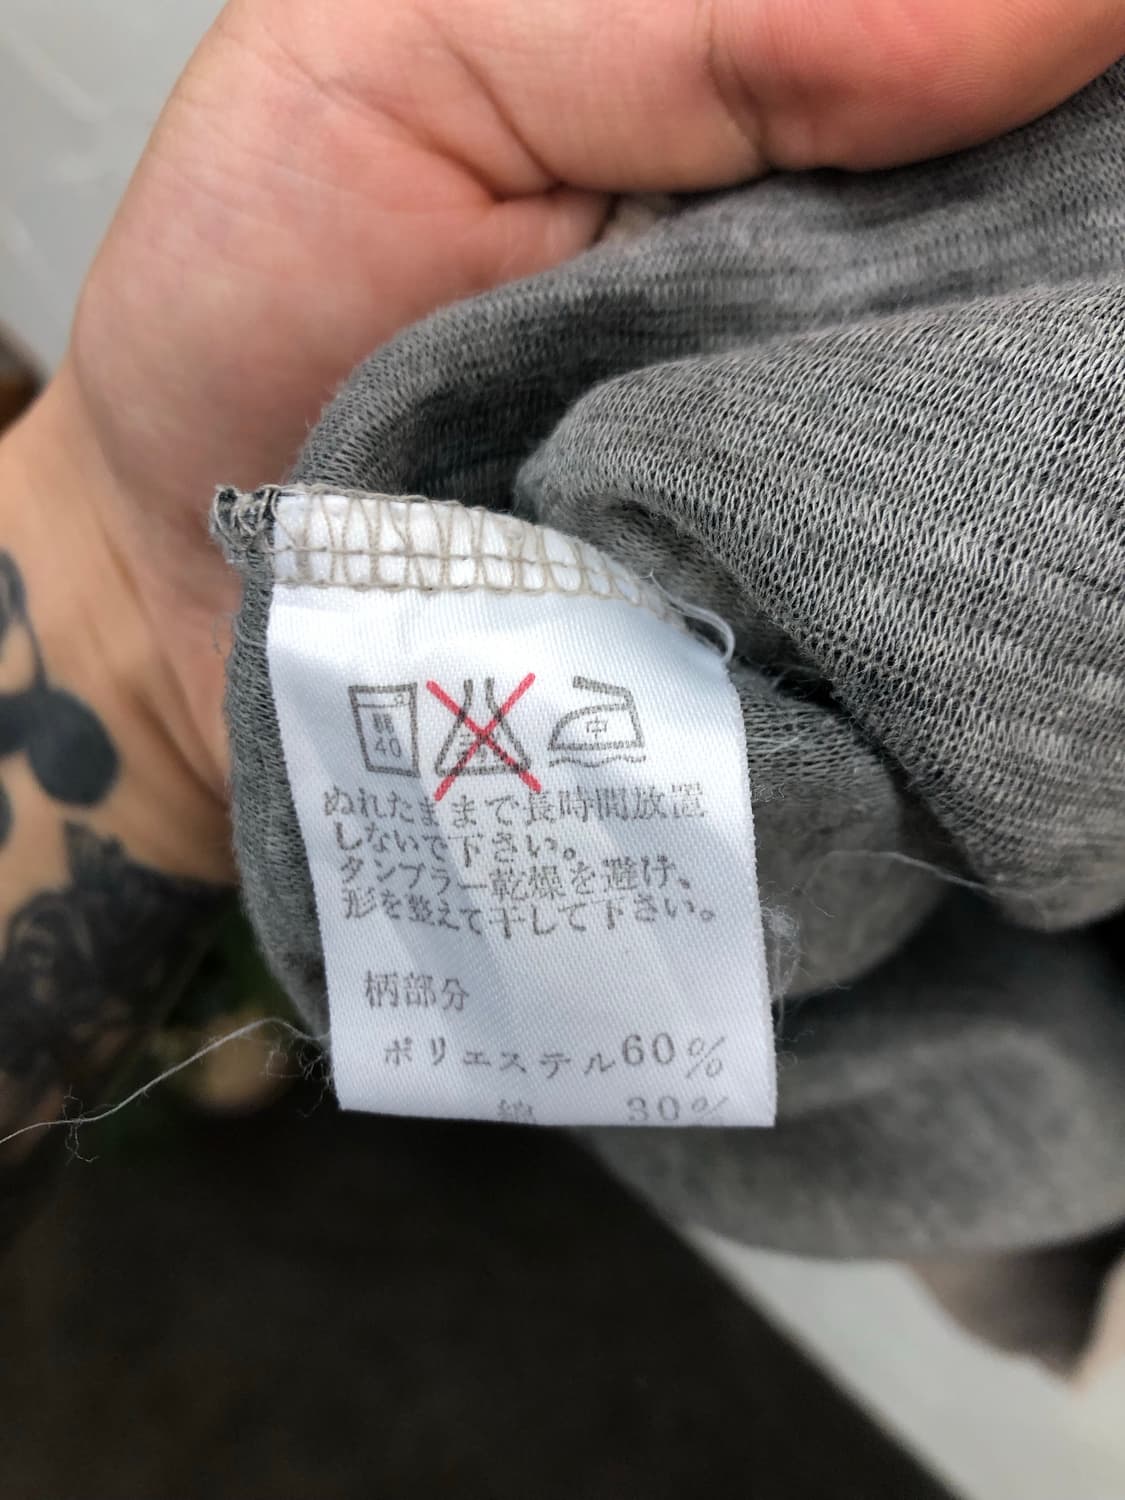 40
中
ぬれたままで長時間放置
しないで下さい。
タンブラー乾燥を避け、
形を整えて干して下さい。
柄部分
ポリエステル60%
綿 30%